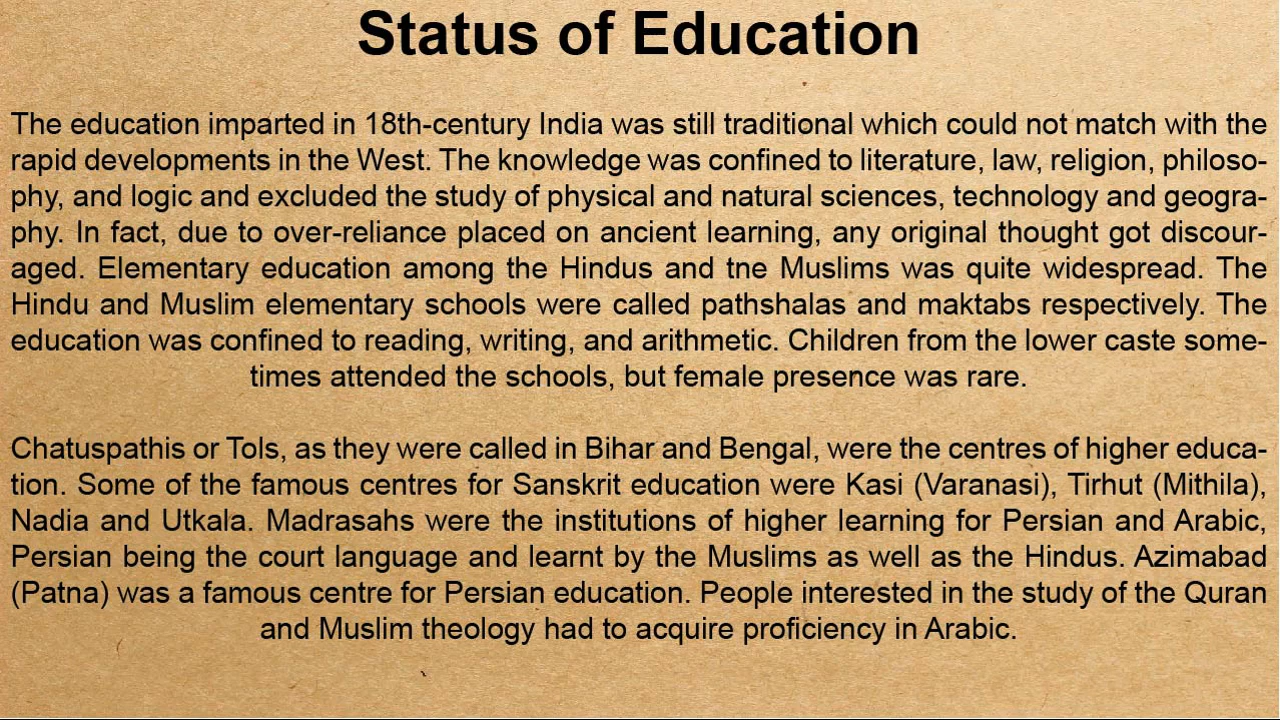 Status of Education
The education imparted in 18th-century India was still traditional which could not match with the
rapid developments in the West. The knowledge was confined to literature, law, religion, philoso-
phy, and logic and excluded the study of physical and natural sciences, technology and geogra-
phy. In fact, due to over-reliance placed on ancient learning, any original thought got discour-
aged. Elementary education among the Hindus and tne Muslims was quite widespread. The
Hindu and Muslim elementary schools were called pathshalas and maktabs respectively. The
education was confined to reading, writing, and arithmetic. Children from the lower caste some-
times attended the schools, but female presence was rare.
Chatuspathis or Tols, as they were called in Bihar and Bengal, were the centres of higher educa-
tion. Some of the famous centres for Sanskrit education were Kasi (Varanasi), Tirhut (Mithila),
Nadia and Utkala. Madrasahs were the institutions of higher learning for Persian and Arabic,
Persian being the court language and learnt by the Muslims as well as the Hindus. Azimabad
(Patna) was a famous centre for Persian education. People interested in the study of the Quran
and Muslim theology had to acquire proficiency in Arabic.